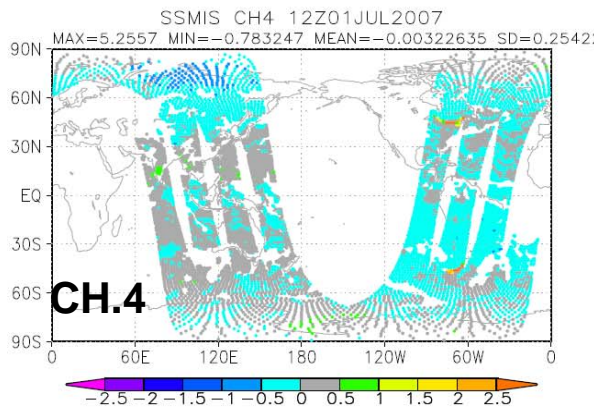 SSMIS CH4 12Z01JUL2007
MAX=5.2557 MIN=−0.783247 MEAN=−0.00322635 SD=0.25422
90N
60N
30N
EQ
30S
60S
90S
CH.4
0 60E 120E 180 120W 60W 0
−2.5 −2 −1.5 −1 −0.5 0 0.5 1 1.5 2 2.5